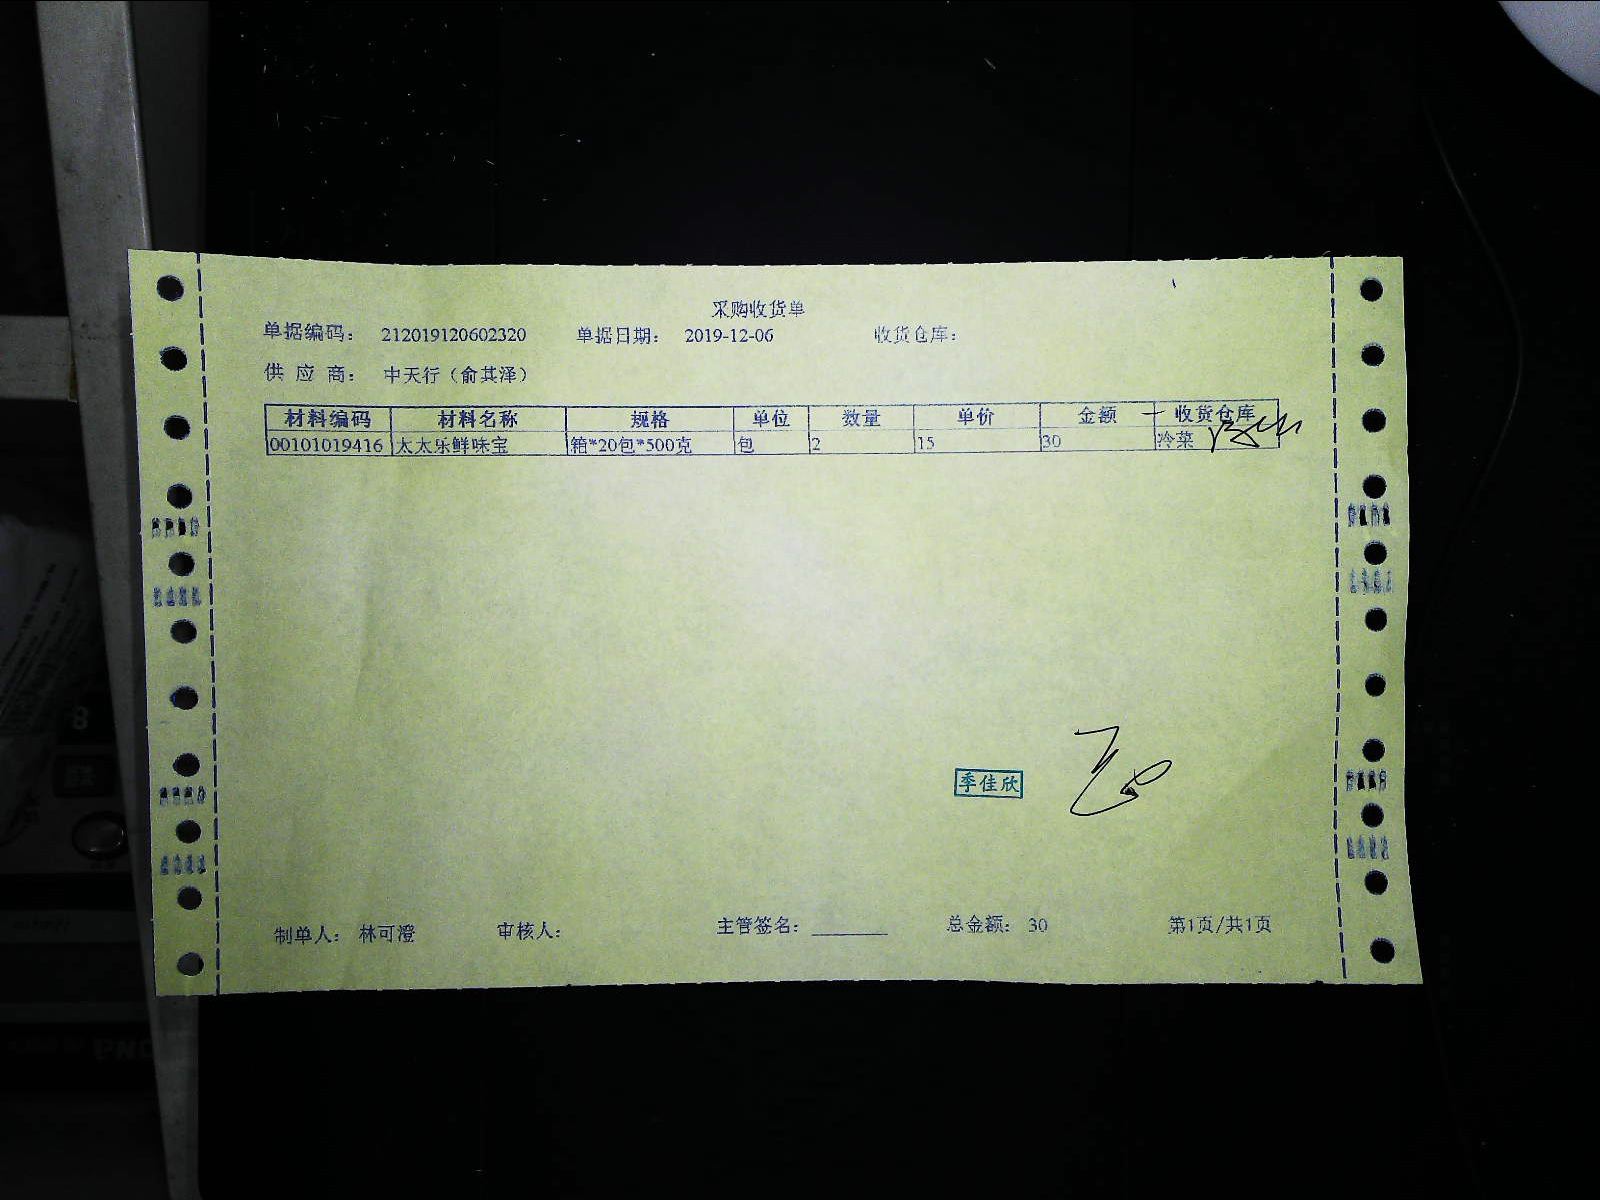 采购收货单
单据编码： 212019120602320 单据日期： 2019-12-06 收货仓库：
供 应 商： 中天行（俞其泽）
材料编码 材料名称 规格 单位 数量 单价 金额 收货仓库
00101019416 太太乐鲜味宝 箱*20包*500克 包 2 15 30 冷菜
季佳欣
制单人： 林可澄 审核人： 主管签名： ________ 总金额： 30 第1页/共1页